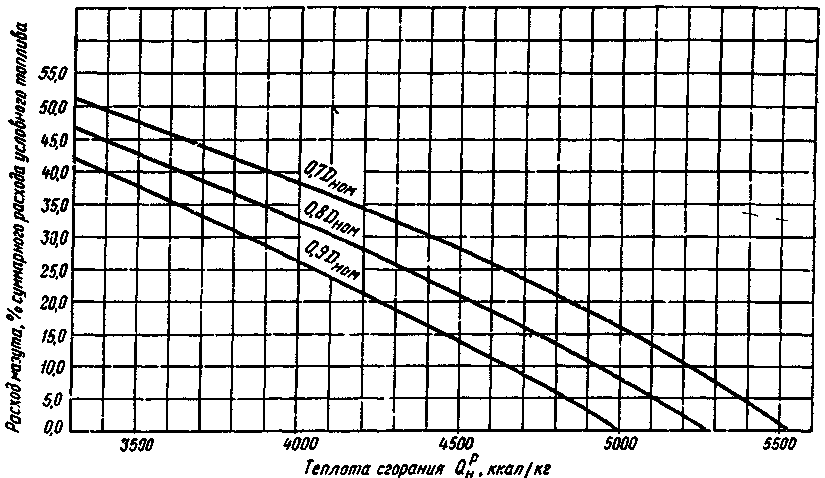 Расход мазута, % суммарного расхода условного топлива
55,0
50,0
45,0
40,0
35,0
30,0
25,0
20,0
15,0
10,0
5,0
0,0
0,7Dном
0,8Dном
0,9Dном
3500 4000 4500 5000 5500
Теплота сгорания Qнр, ккал/кг